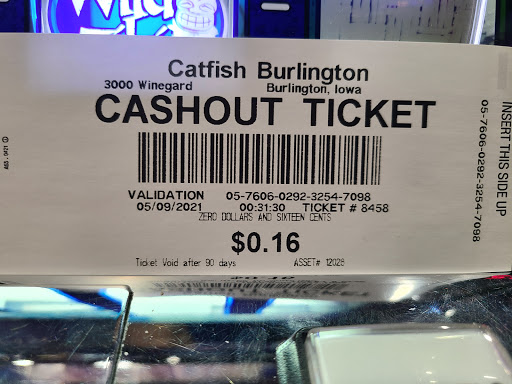 Wild
Catfish Burlington
3000 Winegard Burlington, Iowa
CASHOUT TICKET
VALIDATION 05-7606-0292-3254-7098
05/09/2021 00:31:30 TICKET # 8458
ZERO DOLLARS AND SIXTEEN CENTS
$0.16
Ticket Void after 90 days ASSET# 12028
INSERT THIS SIDE UP
05-7606-0292-3254-7098